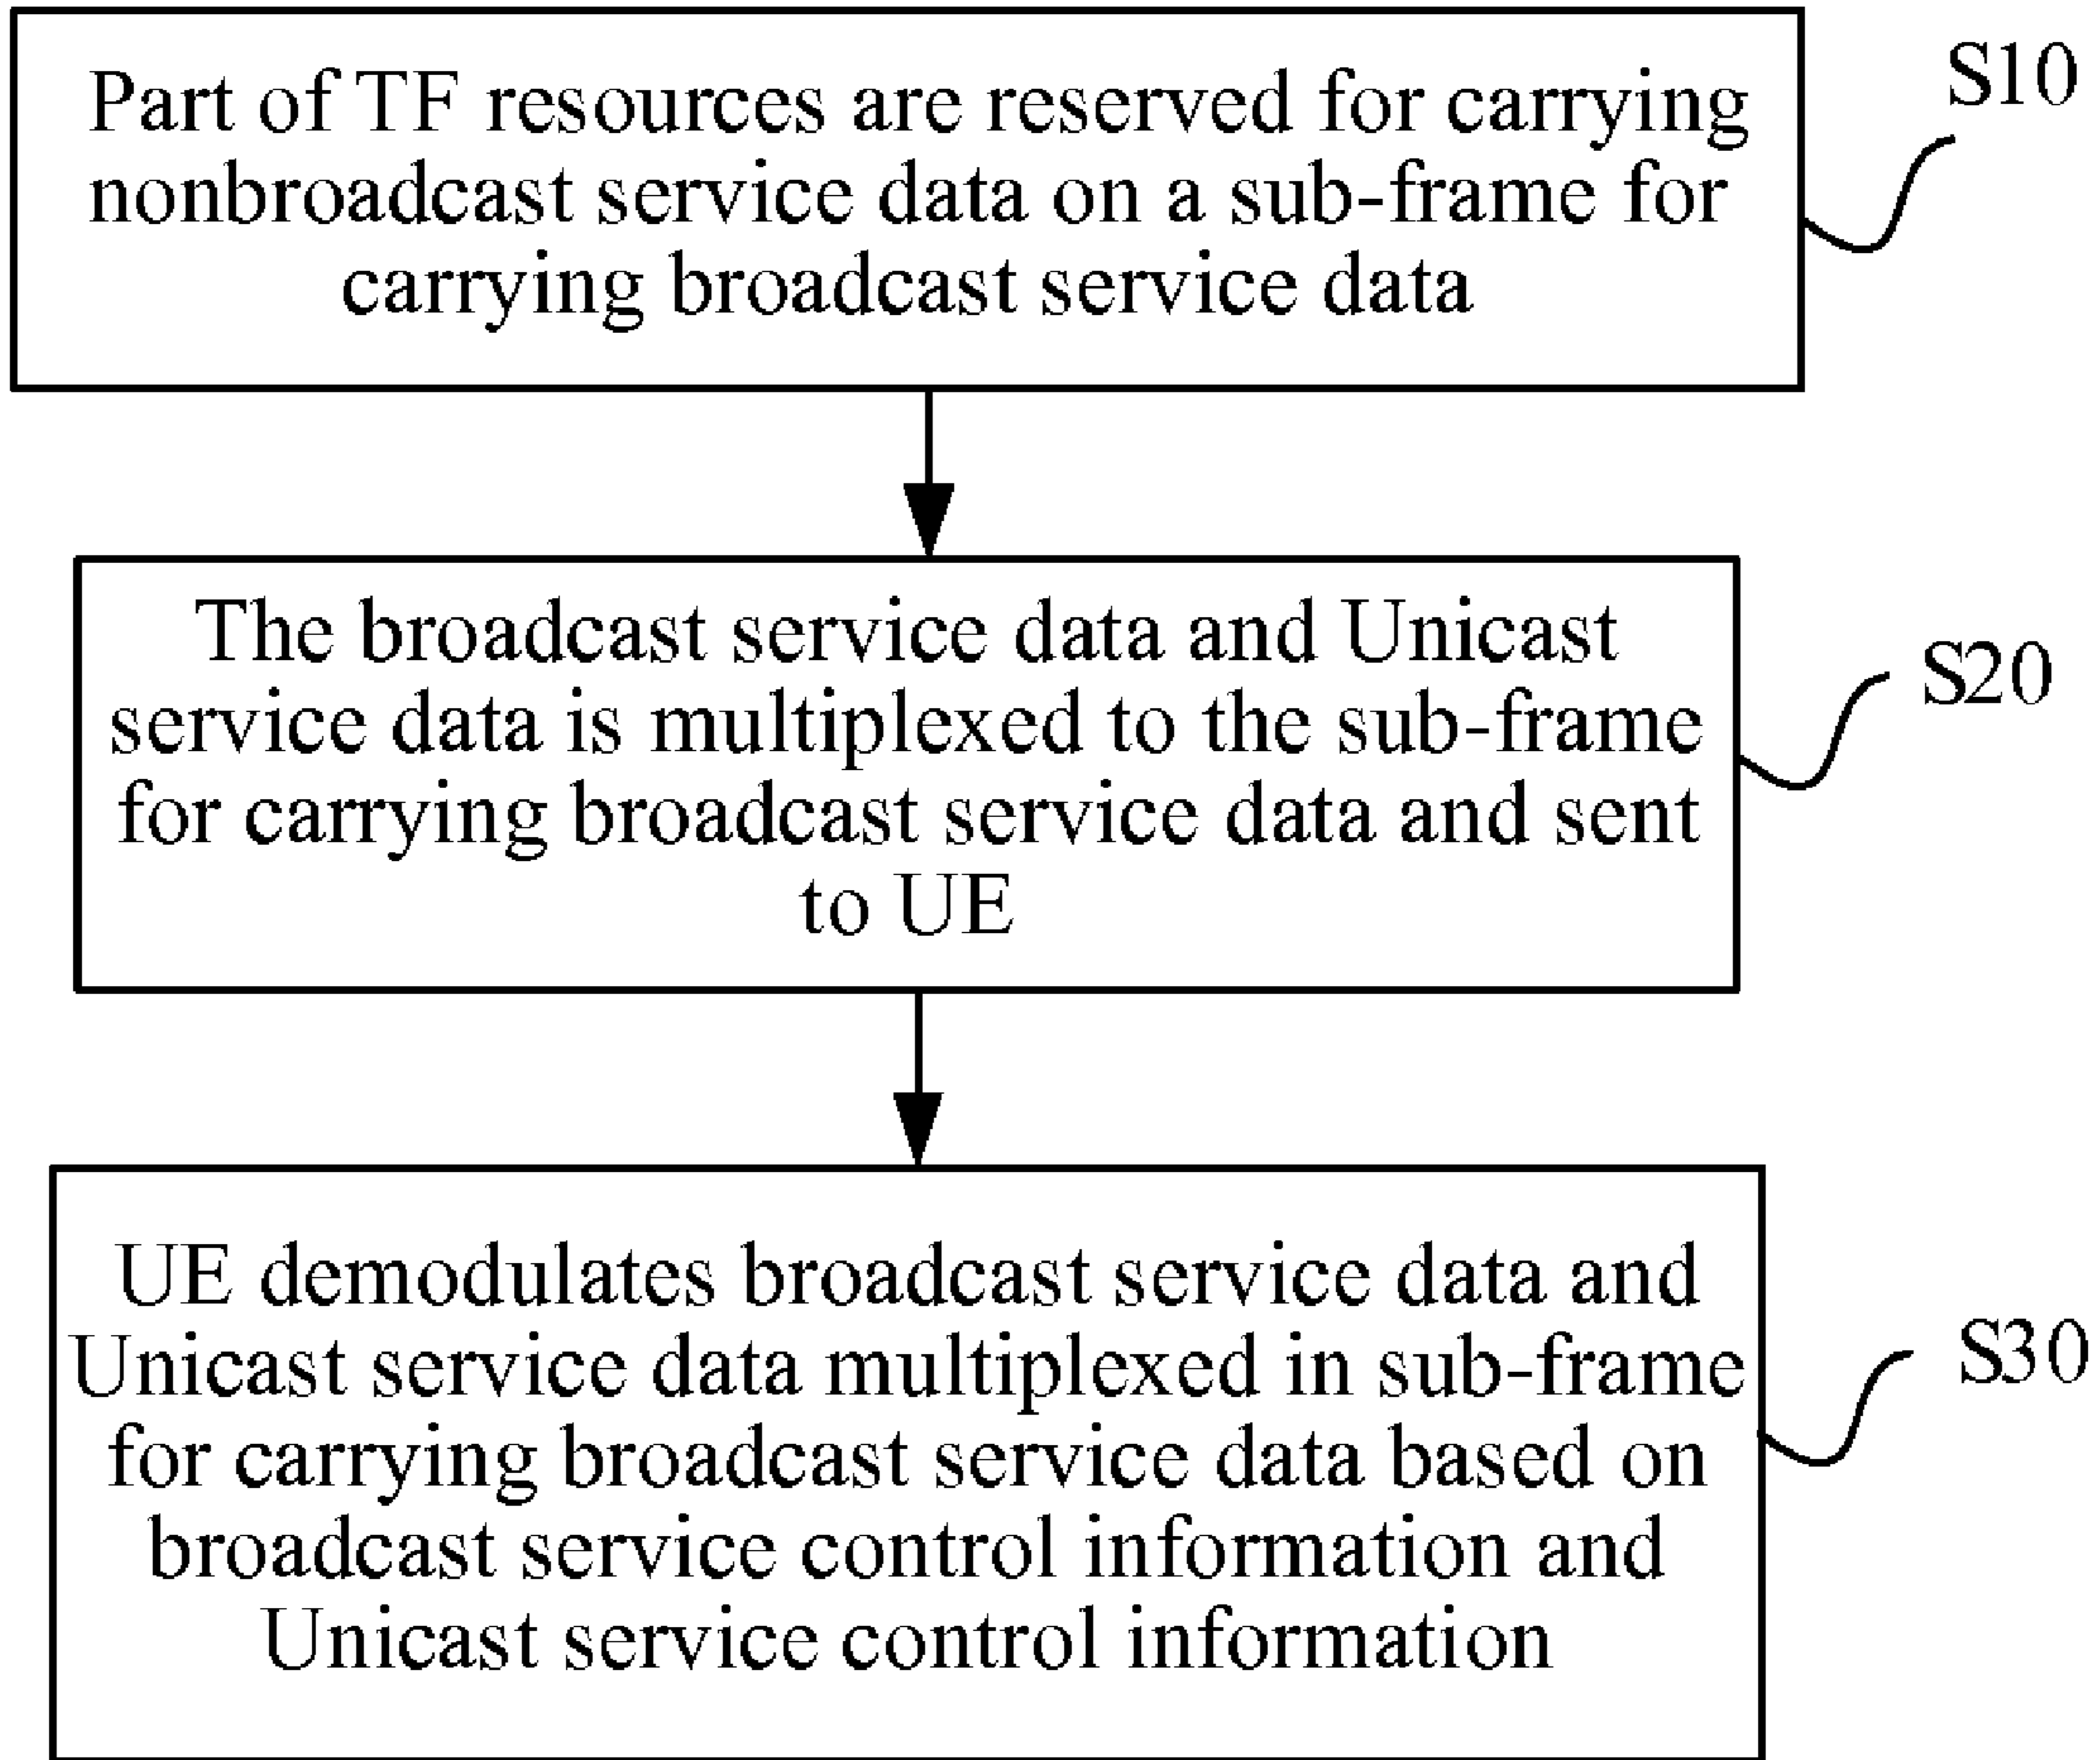 Part of TF resources are reserved for carrying
nonbroadcast service data on a sub-frame for
carrying broadcast service data
S10
The broadcast service data and Unicast
service data is multiplexed to the sub-frame
for carrying broadcast service data and sent
to UE
S20
UE demodulates broadcast service data and
Unicast service data multiplexed in sub-frame
for carrying broadcast service data based on
broadcast service control information and
Unicast service control information
S30